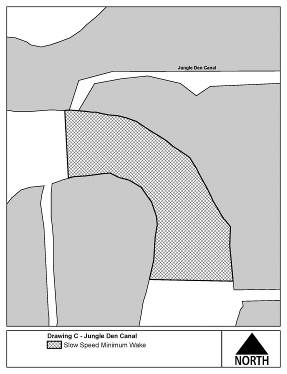 Jungle Den Canal
Drawing C - Jungle Den Canal
Slow Speed Minimum Wake
NORTH